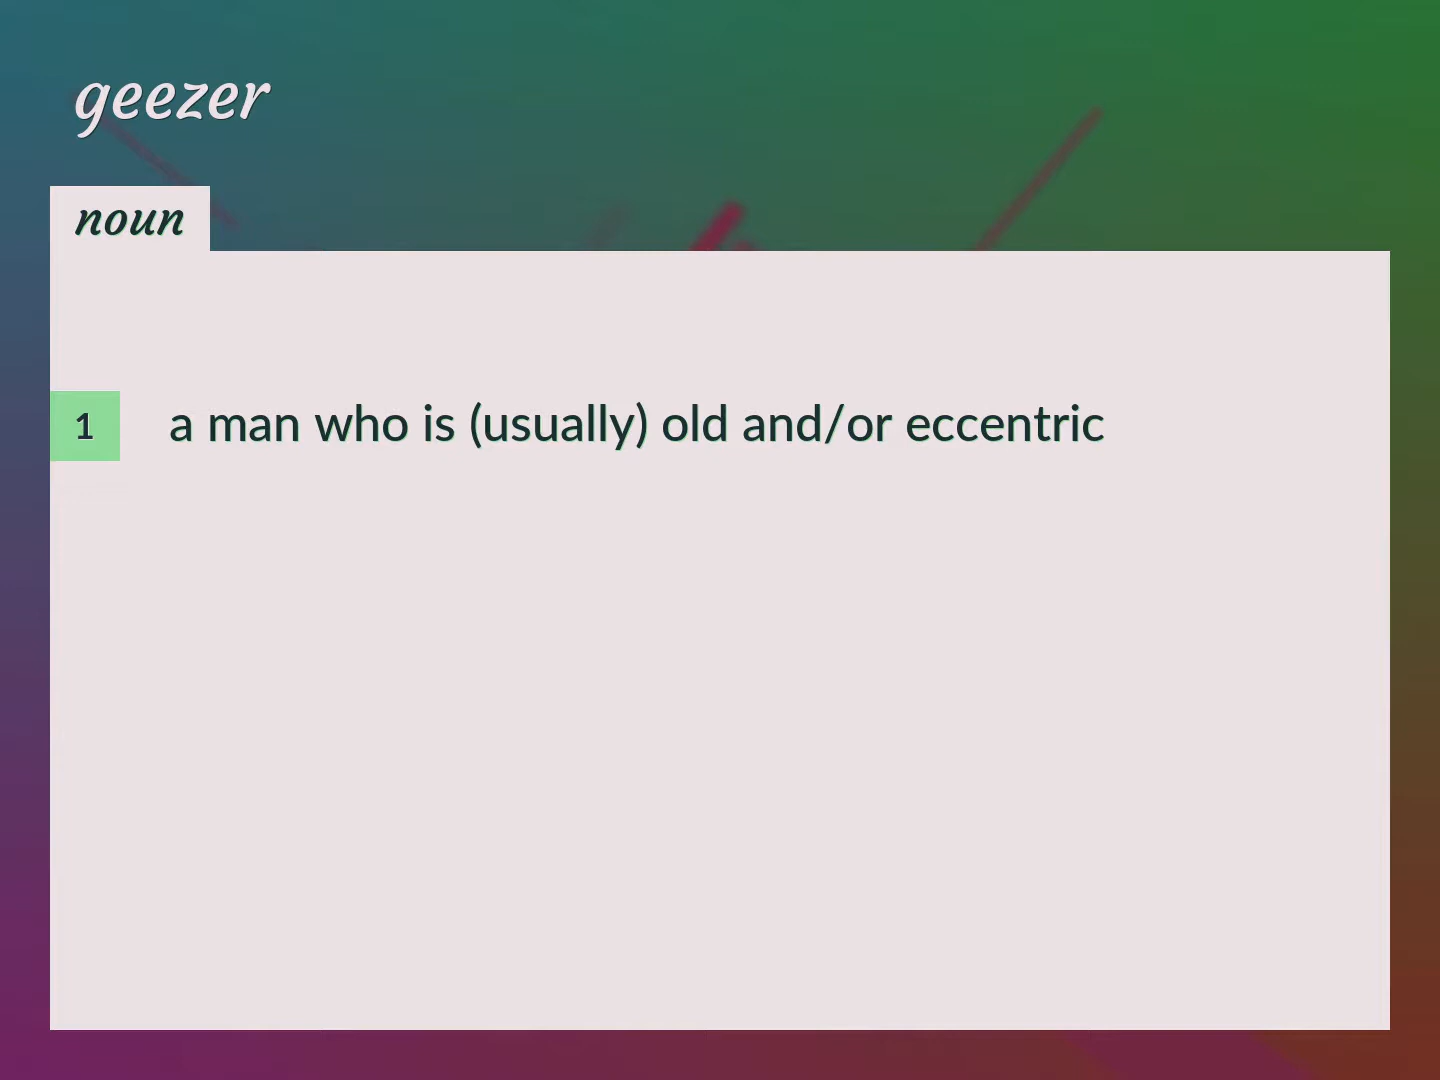 geezer
noun
1 a man who is (usually) old and/or eccentric